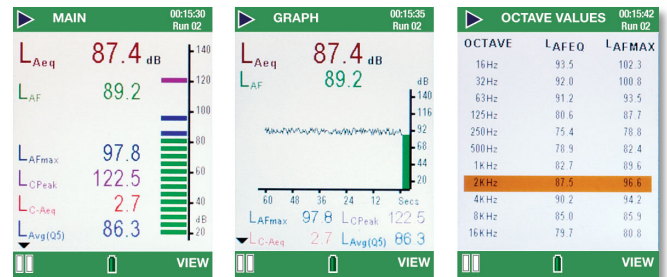 MAIN 00:15:30
Run 02
LAeq 87.4 dB
LAF 89.2
LAFmax 97.8
LCPeak 122.5
LC-Aeq 2.7
LAvg(Q5) 86.3
140
120
100
80
60
40
dB
20
VIEW
GRAPH 00:15:35
Run 02
LAeq 87.4 dB
LAF 89.2
dB
140
116
92
68
44
20
60 48 36 24 12 Secs
LAFmax 97.8 LCPeak 122.5
LC-Aeq 2.7 LAvg(Q5) 86.3
VIEW
OCTAVE VALUES 00:15:42
Run 02
OCTAVE LAFEQ LAFMAX
16Hz 93.5 102.3
32Hz 92.0 100.8
63Hz 91.2 93.5
125Hz 80.6 87.7
250Hz 75.4 78.8
500Hz 78.9 82.4
1KHz 82.7 89.6
2KHz 87.5 96.6
4KHz 90.2 94.2
8KHz 85.0 85.9
16KHz 79.7 80.8
VIEW